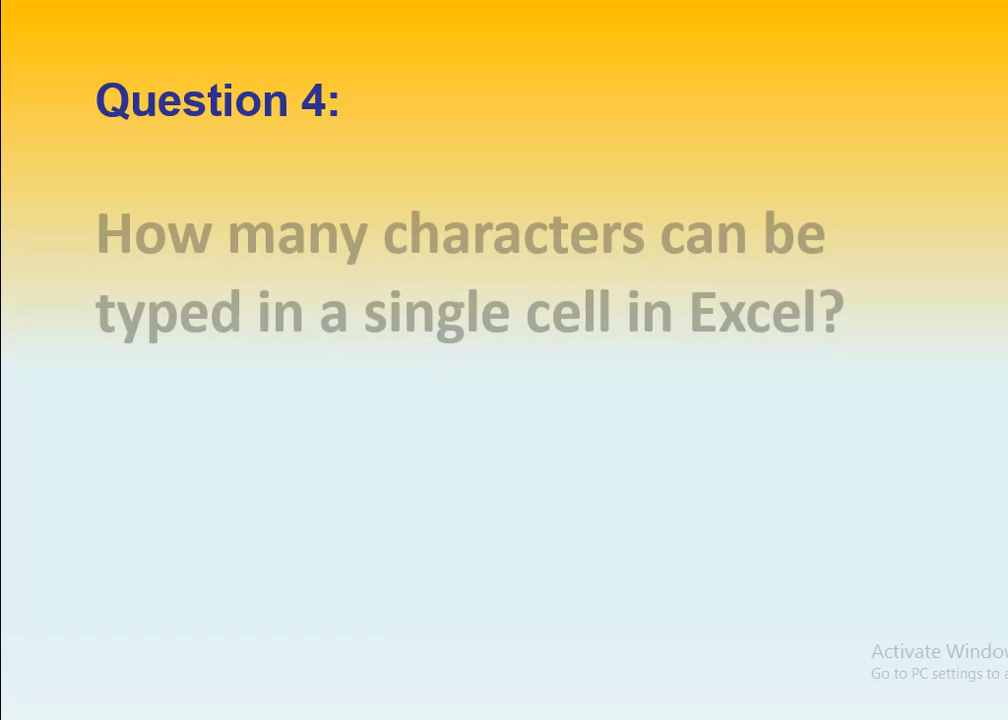 Question 4:
How many characters can be
typed in a single cell in Excel?
Activate Window
Go to PC settings to a